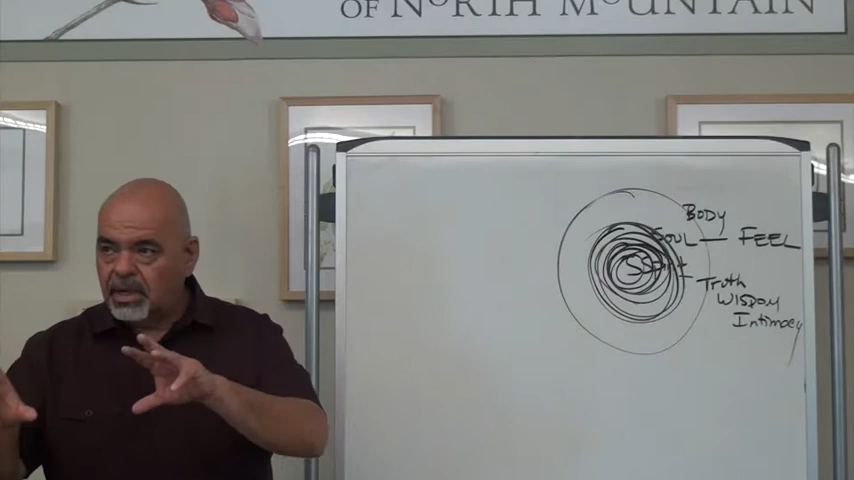 OF NORTH MOUNTAIN
BODY
SOUL — FEEL
Spirit — Truth
WISDOM
Intimacy